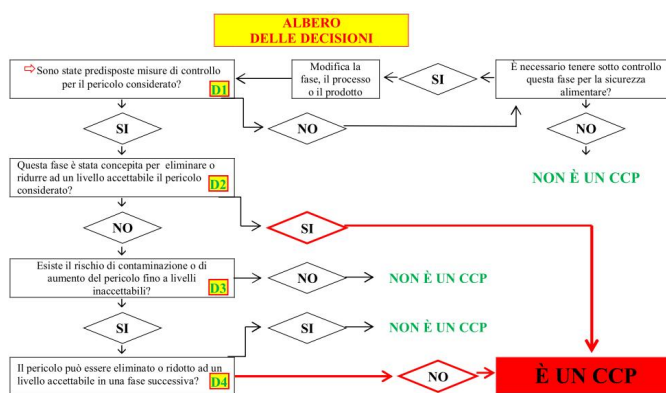 ALBERO
DELLE DECISIONI
⇨Sono state predisposte misure di controllo
per il pericolo considerato?
D1
Modifica la
fase, il processo
o il prodotto
SI
È necessario tenere sotto controllo
questa fase per la sicurezza
alimentare?
SI
NO
NO
NON È UN CCP
Questa fase è stata concepita per eliminare o
ridurre ad un livello accettabile il pericolo
considerato?
D2
NO
SI
Esiste il rischio di contaminazione o di
aumento del pericolo fino a livelli
inaccettabili?
D3
NO
NON È UN CCP
SI
SI
NON È UN CCP
Il pericolo può essere eliminato o ridotto ad un
livello accettabile in una fase successiva?
D4
NO
È UN CCP